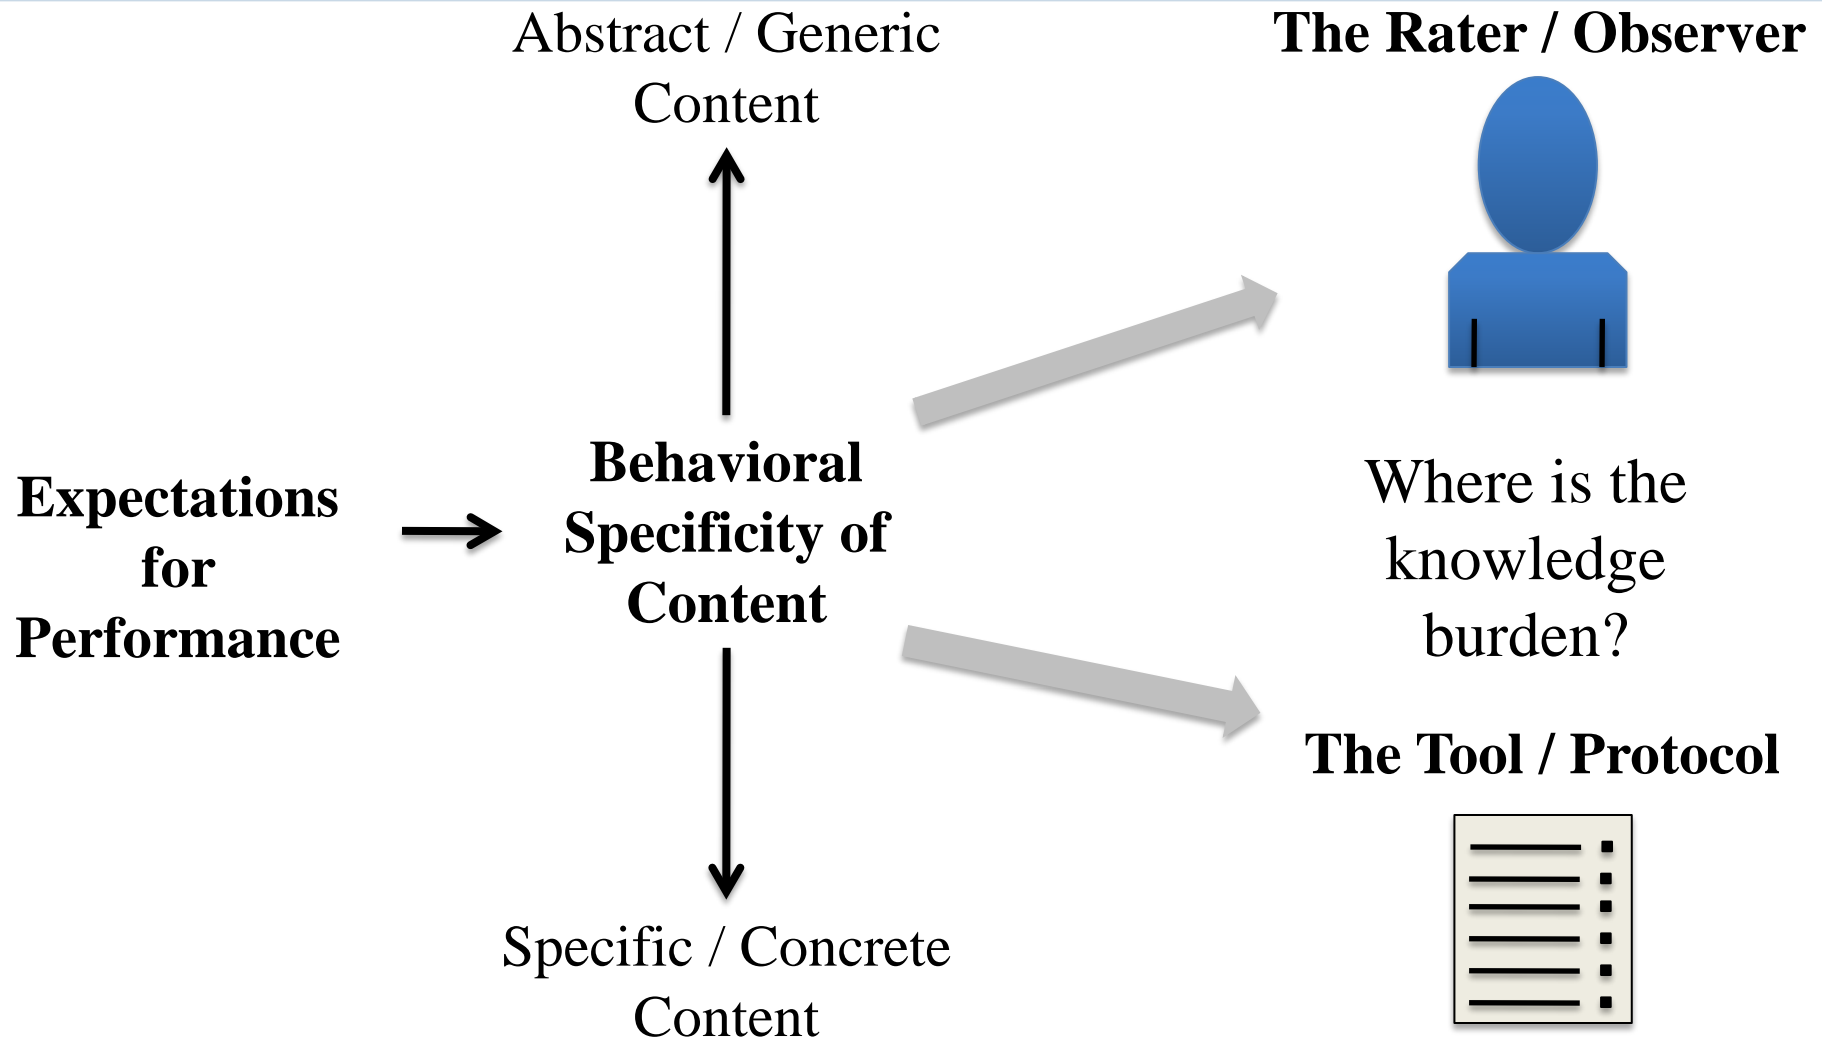 Abstract / Generic
Content
The Rater / Observer
Expectations
for
Performance
Behavioral
Specificity of
Content
Where is the
knowledge
burden?
The Tool / Protocol
Specific / Concrete
Content